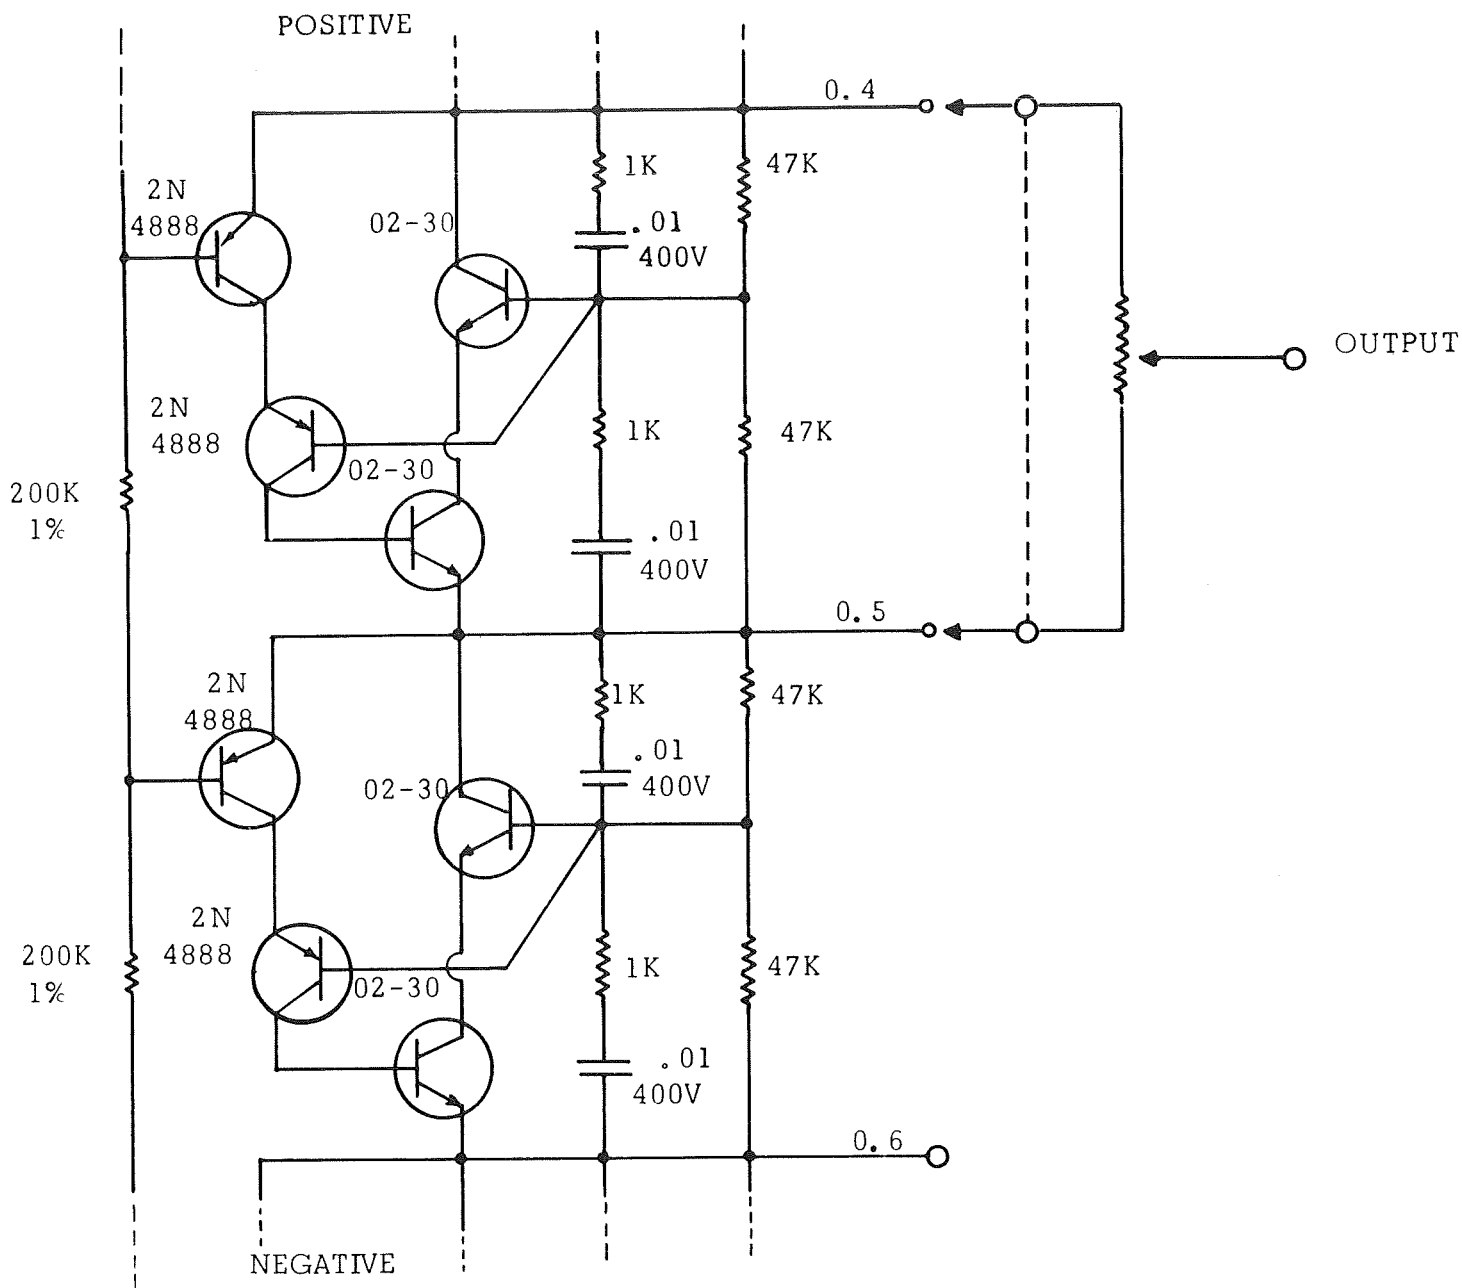 POSITIVE
0.4
1K
47K
2N
4888
02-30
.01
400V
OUTPUT
2N
4888
1K
47K
02-30
200K
1%
.01
400V
0.5
2N
4888
1K
47K
.01
400V
02-30
2N
4888
200K
1%
1K
47K
02-30
.01
400V
0.6
NEGATIVE